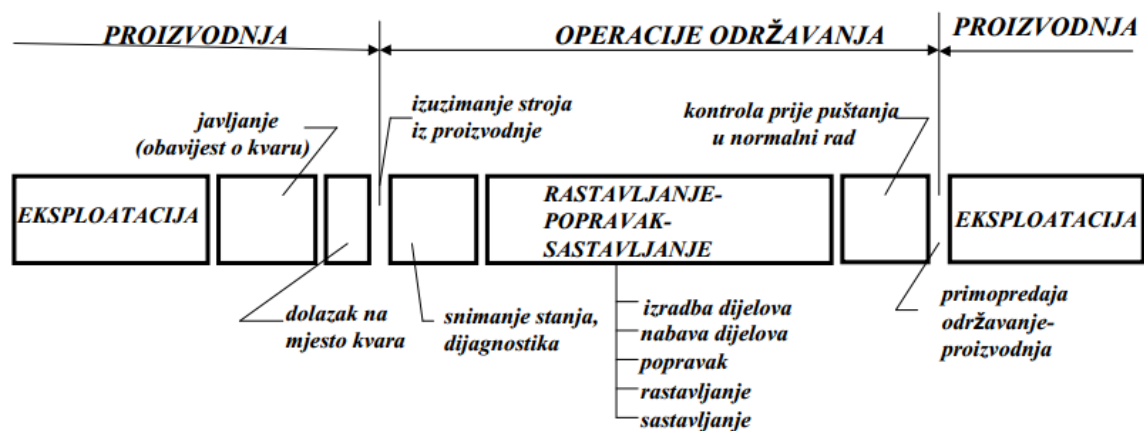 PROIZVODNJA
OPERACIJE ODRŽAVANJA
PROIZVODNJA
javljanje
(obavijest o kvaru)
izuzimanje stroja
iz proizvodnje
kontrola prije puštanja
u normalni rad
EKSPLOATACIJA
RASTAVLJANJE-
POPRAVAK-
SASTAVLJANJE
EKSPLOATACIJA
dolazak na
mjesto kvara
snimanje stanja,
dijagnostika
izradba dijelova
nabava dijelova
popravak
rastavljanje
sastavljanje
primopredaja
održavanje-
proizvodnja